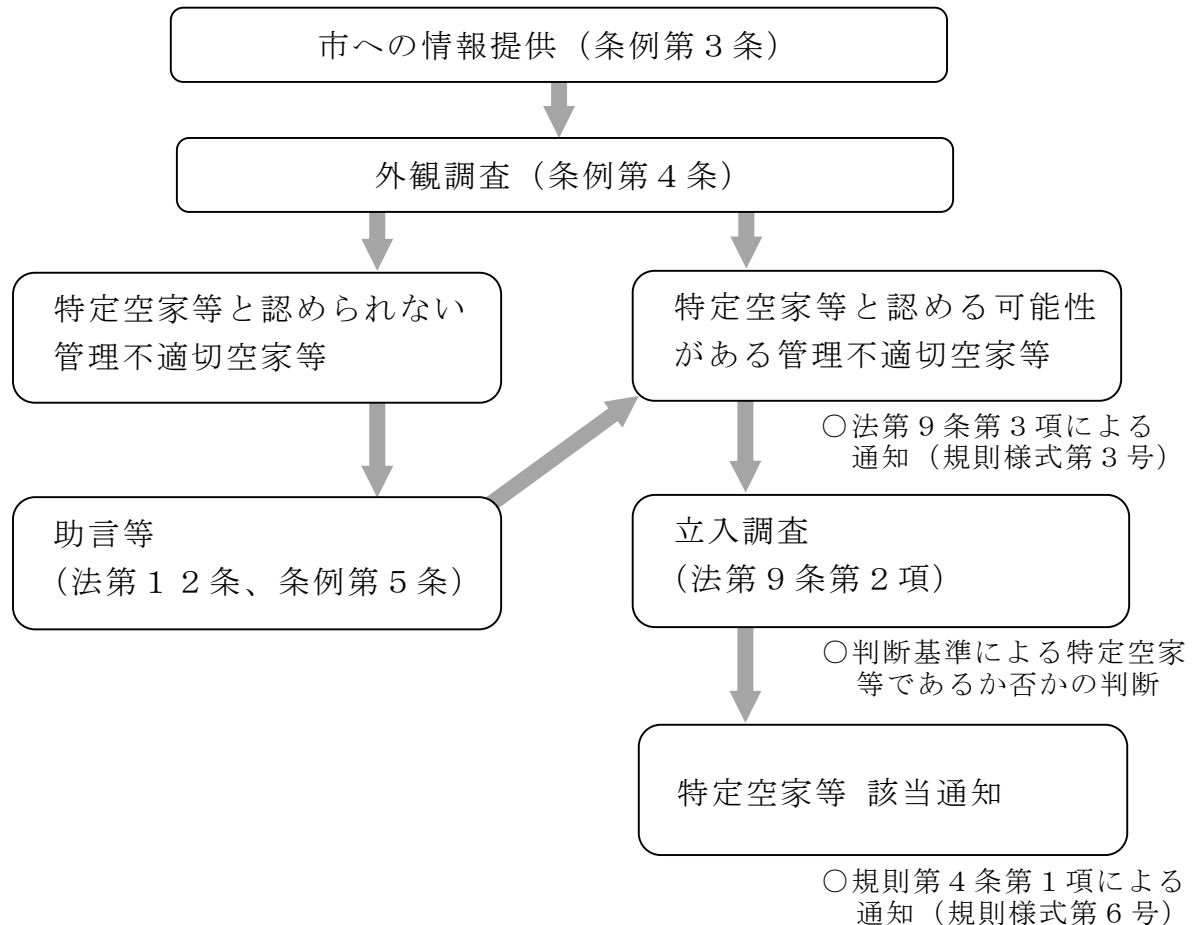 市への情報提供（条例第３条）
外観調査（条例第４条）
特定空家等と認められない
管理不適切空家等
特定空家等と認める可能性
がある管理不適切空家等
〇法第９条第３項による
通知（規則様式第３号）
助言等
（法第１２条、条例第５条）
立入調査
（法第９条第２項）
〇判断基準による特定空家
等であるか否かの判断
特定空家等 該当通知
〇規則第４条第１項による
通知（規則様式第６号）